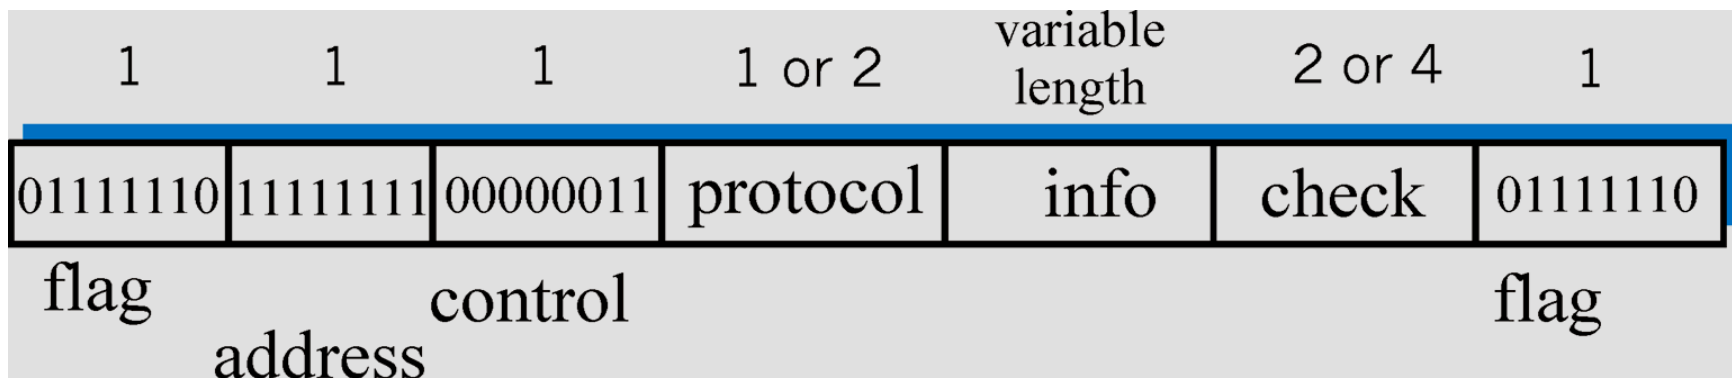 1 1 1 1 or 2 variable length 2 or 4 1
01111110 11111111 00000011 protocol info check 01111110
flag address control flag